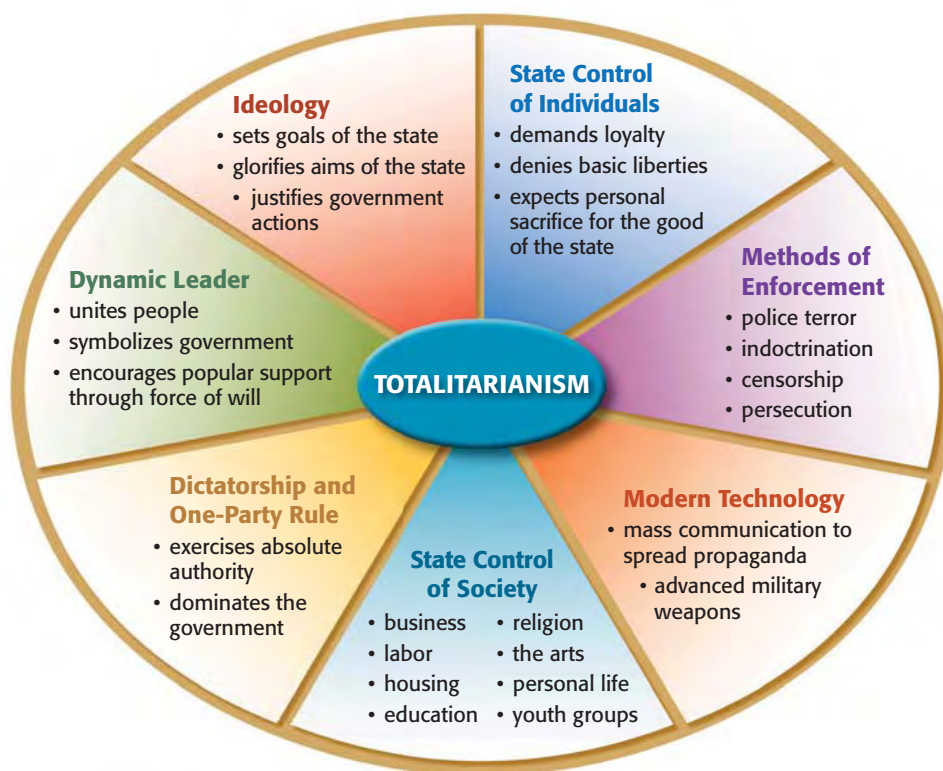 Ideology
• sets goals of the state
• glorifies aims of the state
• justifies government
actions
State Control
of Individuals
• demands loyalty
• denies basic liberties
• expects personal
sacrifice for the good
of the state
Dynamic Leader
• unites people
• symbolizes government
• encourages popular support
through force of will
TOTALITARIANISM
Methods of
Enforcement
• police terror
• indoctrination
• censorship
• persecution
Dictatorship and
One-Party Rule
• exercises absolute
authority
• dominates the
government
State Control
of Society
• business
• labor
• housing
• education
• religion
• the arts
• personal life
• youth groups
Modern Technology
• mass communication to
spread propaganda
• advanced military
weapons